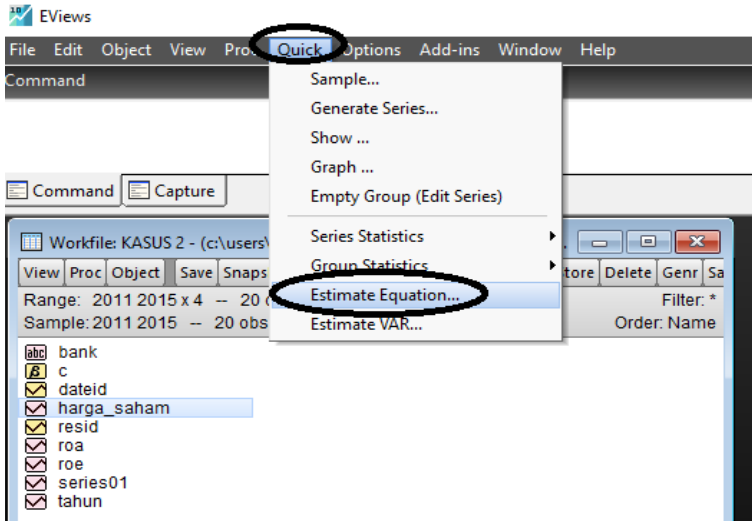 EViews
File Edit Object View Quick Options Add-ins Window Help
Command
Sample...
Generate Series...
Show ...
Graph ...
Empty Group (Edit Series)
Series Statistics
Group Statistics
Estimate Equation...
Estimate VAR...
Command Capture
Workfile: KASUS 2 - (c:\users\
View Proc Object Save Snaps tore Delete Genr Sa
Range: 2011 2015 x 4 -- 20 Filter: *
Sample: 2011 2015 -- 20 obs Order: Name
abc bank
β c
dateid
harga_saham
resid
roa
roe
series01
tahun